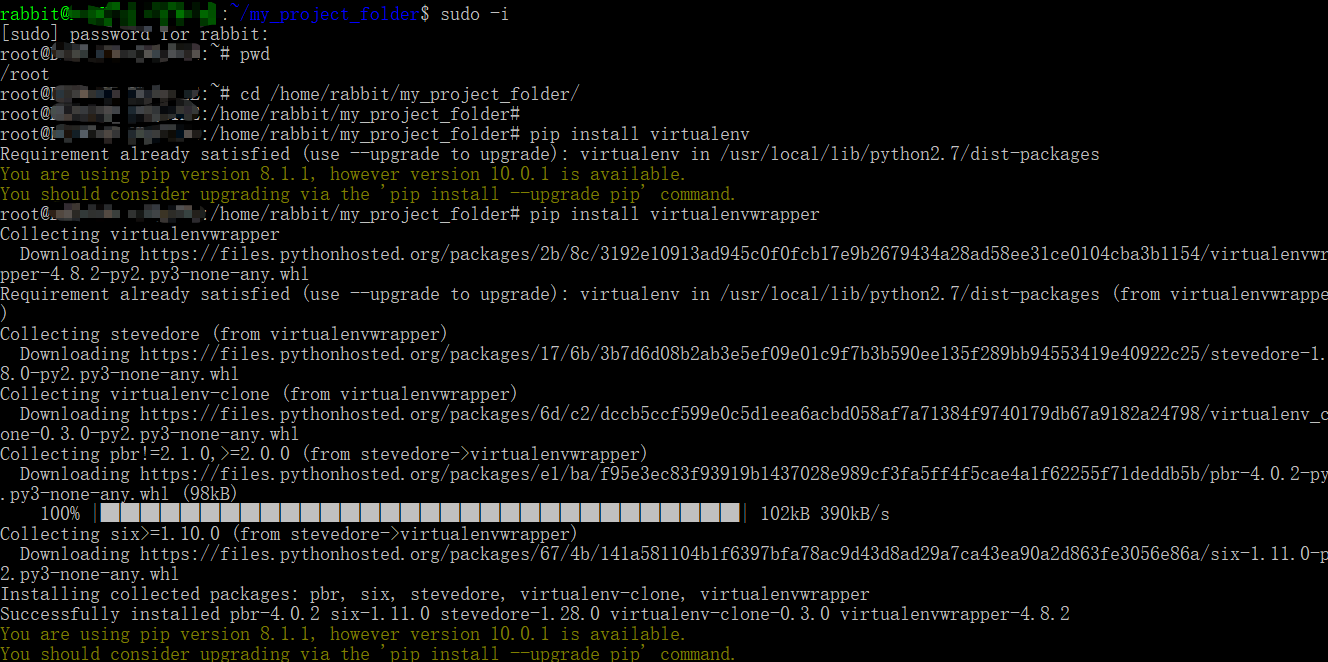 rabbit@ :~/my_project_folder$ sudo -i
[sudo] password for rabbit:
root@ :~# pwd
/root
root@ :~# cd /home/rabbit/my_project_folder/
root@ :/home/rabbit/my_project_folder#
root@ :/home/rabbit/my_project_folder# pip install virtualenv
Requirement already satisfied (use --upgrade to upgrade): virtualenv in /usr/local/lib/python2.7/dist-packages
You are using pip version 8.1.1, however version 10.0.1 is available.
You should consider upgrading via the 'pip install --upgrade pip' command.
root@ :/home/rabbit/my_project_folder# pip install virtualenvwrapper
Collecting virtualenvwrapper
Downloading https://files.pythonhosted.org/packages/2b/8c/3192e10913ad945c0f0fcb17e9b2679434a28ad58ee31ce0104cba3b1154/virtualenvwr
pper-4.8.2-py2.py3-none-any.whl
Requirement already satisfied (use --upgrade to upgrade): virtualenv in /usr/local/lib/python2.7/dist-packages (from virtualenvwrappe
)
Collecting stevedore (from virtualenvwrapper)
Downloading https://files.pythonhosted.org/packages/17/6b/3b7d6d08b2ab3e5ef09e01c9f7b3b590ee135f289bb94553419e40922c25/stevedore-1.
8.0-py2.py3-none-any.whl
Collecting virtualenv-clone (from virtualenvwrapper)
Downloading https://files.pythonhosted.org/packages/6d/c2/dccb5ccf599e0c5d1eea6acbd058af7a71384f9740179db67a9182a24798/virtualenv_c
one-0.3.0-py2.py3-none-any.whl
Collecting pbr!=2.1.0,>=2.0.0 (from stevedore->virtualenvwrapper)
Downloading https://files.pythonhosted.org/packages/e1/ba/f95e3ec83f93919b1437028e989cf3fa5ff4f5cae4a1f62255f71deddb5b/pbr-4.0.2-py
.py3-none-any.whl (98kB)
100% | | 102kB 390kB/s
Collecting six>=1.10.0 (from stevedore->virtualenvwrapper)
Downloading https://files.pythonhosted.org/packages/67/4b/141a581104b1f6397bfa78ac9d43d8ad29a7ca43ea90a2d863fe3056e86a/six-1.11.0-p
2.py3-none-any.whl
Installing collected packages: pbr, six, stevedore, virtualenv-clone, virtualenvwrapper
Successfully installed pbr-4.0.2 six-1.11.0 stevedore-1.28.0 virtualenv-clone-0.3.0 virtualenvwrapper-4.8.2
You are using pip version 8.1.1, however version 10.0.1 is available.
You should consider upgrading via the 'pip install --upgrade pip' command.